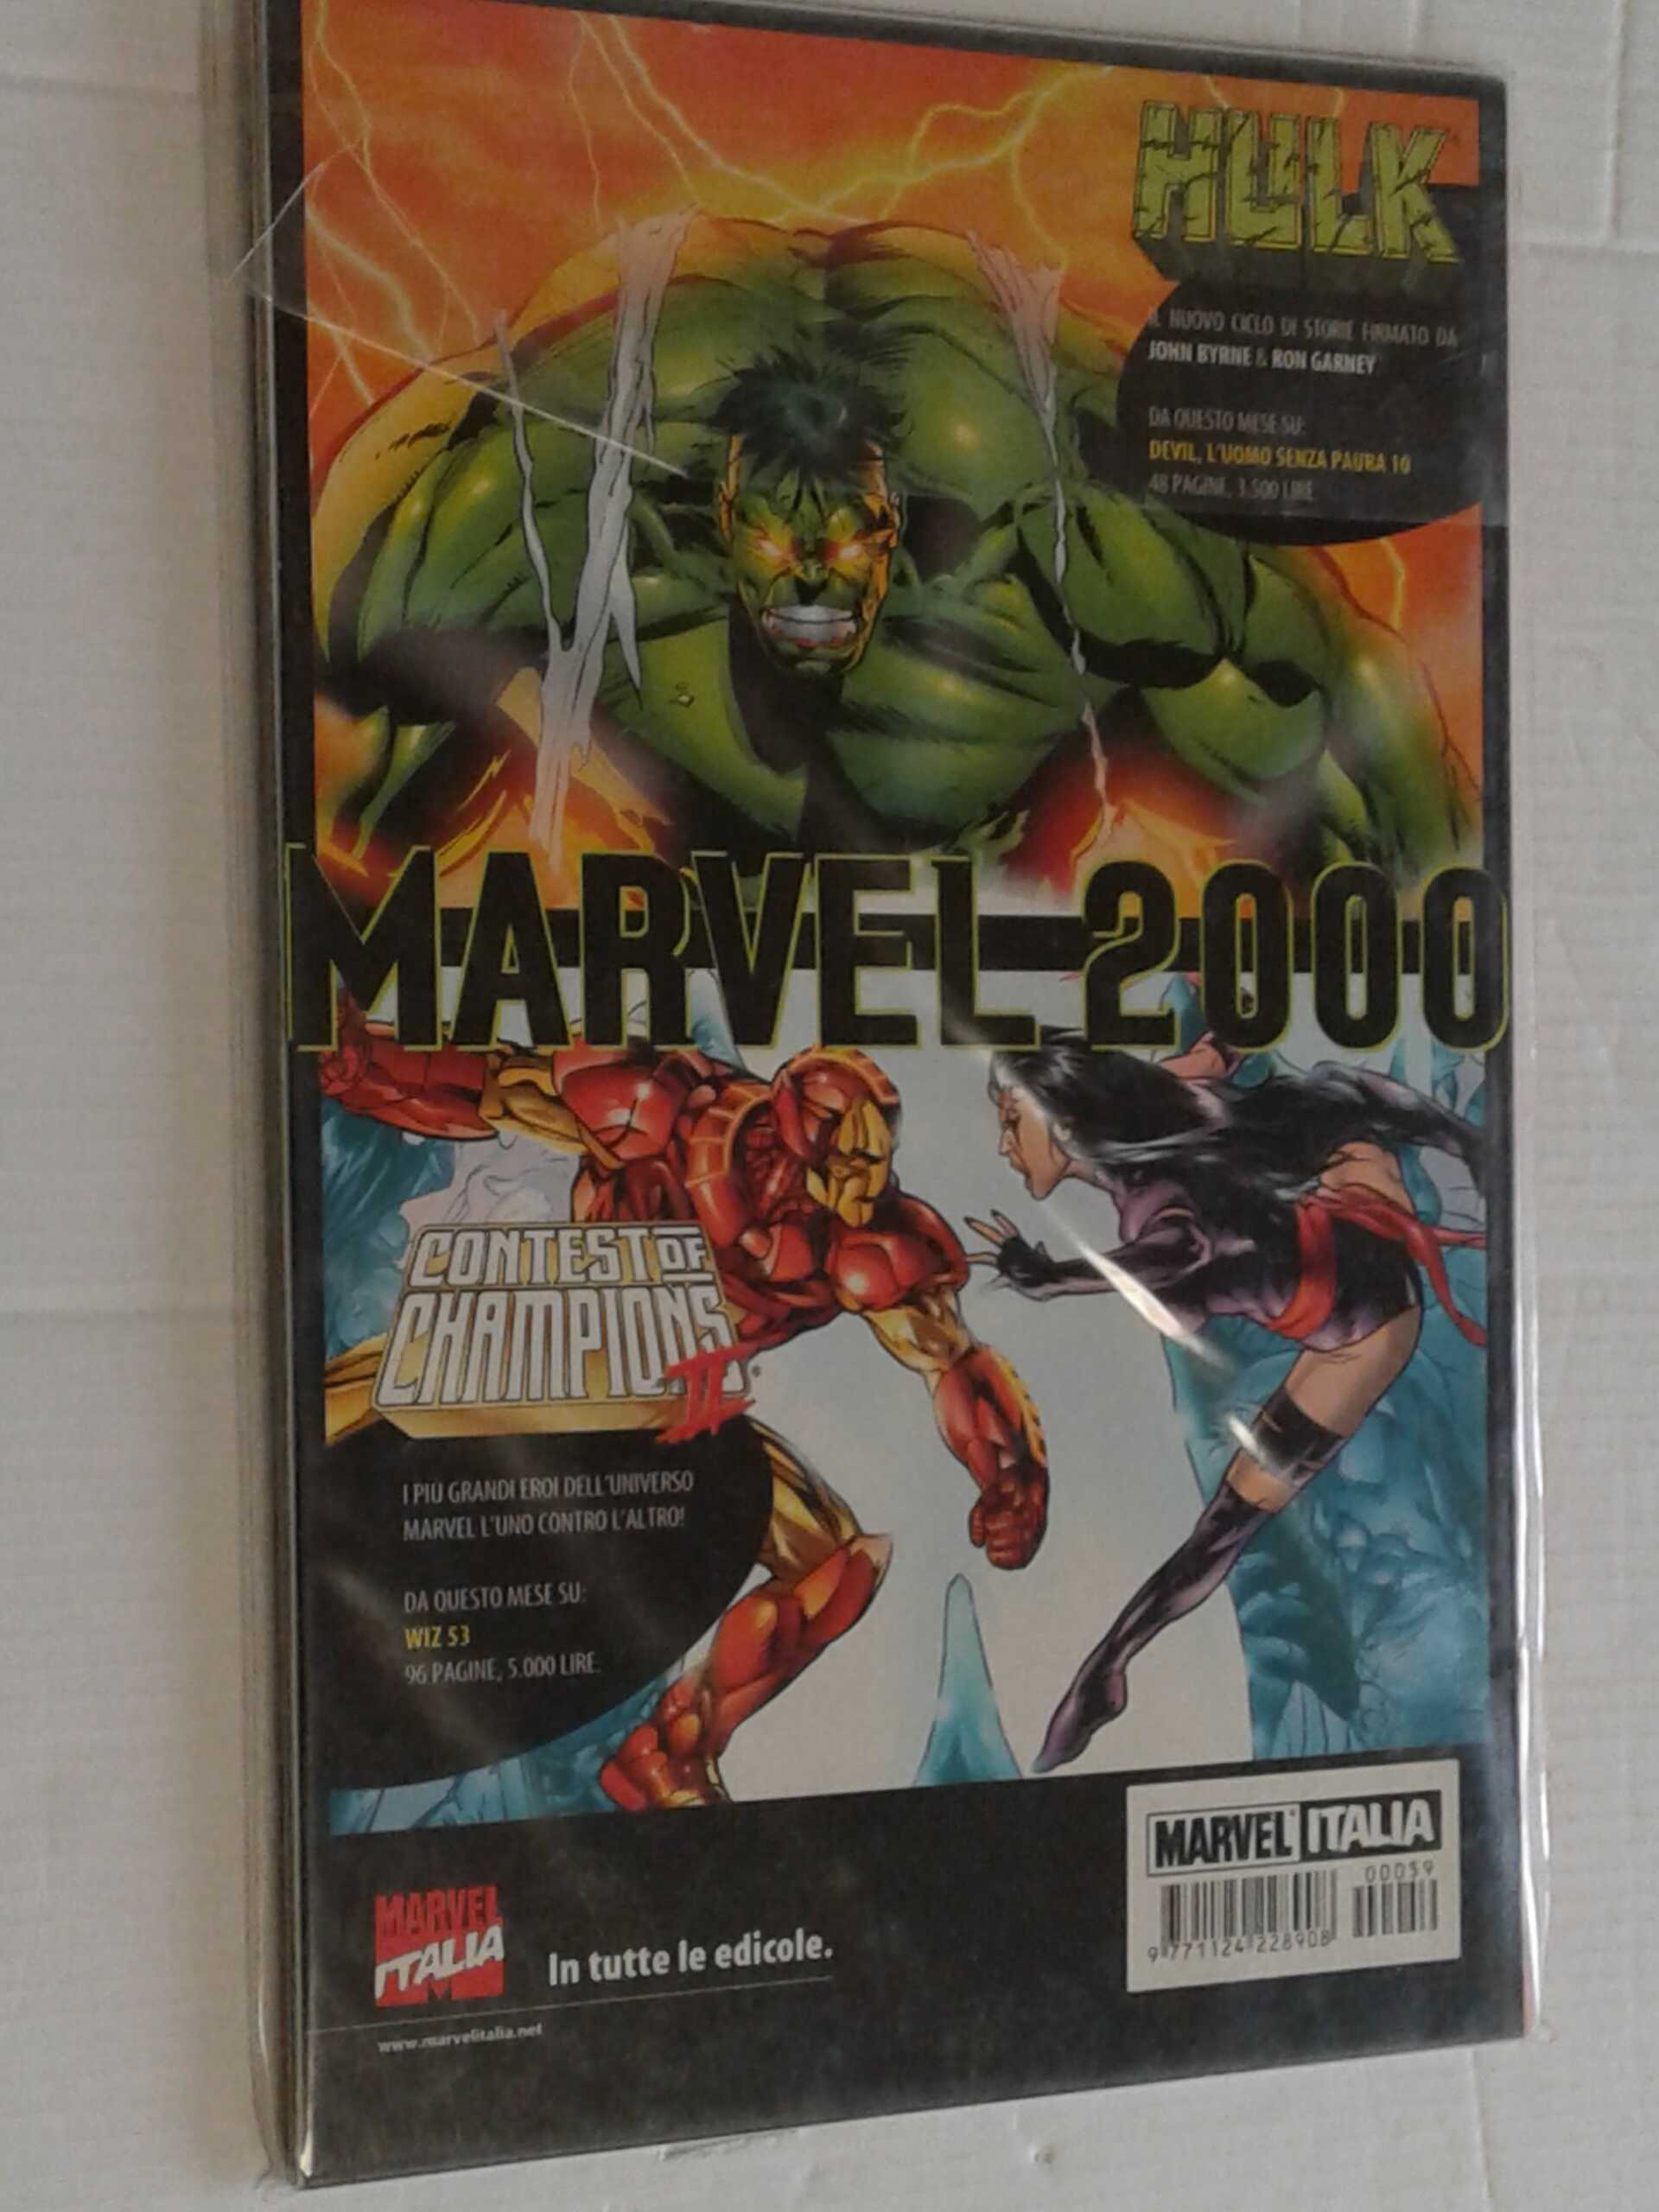 HULK
IL NUOVO CICLO DI STORIE FIRMATO DA
JOHN BYRNE & RON GARNEY
DA QUESTO MESE SU:
DEVIL, L'UOMO SENZA PAURA 10
48 PAGINE, 3.500 LIRE
MARVEL 2000
CONTEST OF
CHAMPIONS
II
I PIÙ GRANDI EROI DELL'UNIVERSO
MARVEL L'UNO CONTRO L'ALTRO!
DA QUESTO MESE SU:
WIZ 53
96 PAGINE, 5.000 LIRE.
MARVEL ITALIA
00059
9 771124 228908
MARVEL
ITALIA
In tutte le edicole.
www.marvelitalia.net